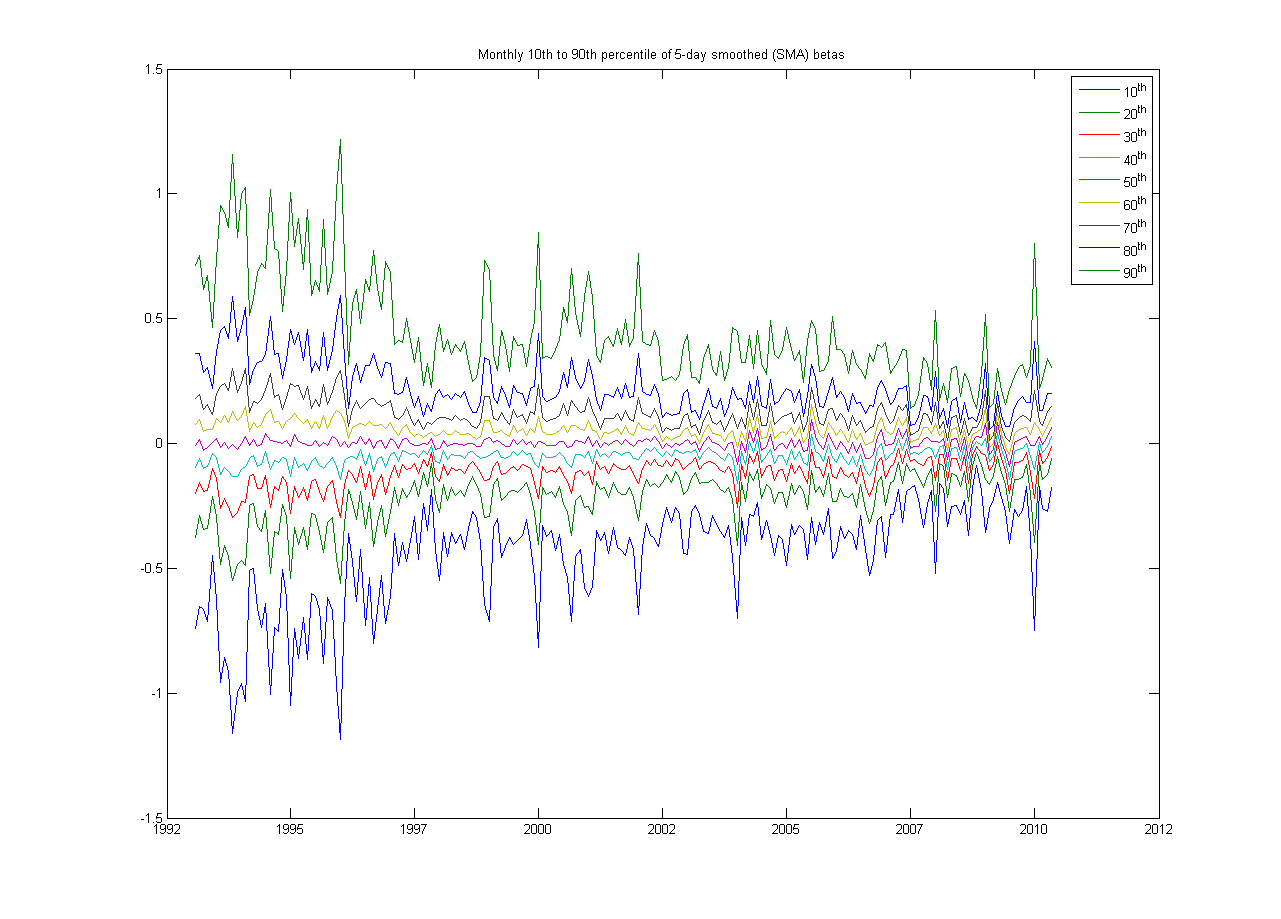 Monthly 10th to 90th percentile of 5-day smoothed (SMA) betas
1.5
1
0.5
0
-0.5
-1
-1.5
1992 1995 1997 2000 2002 2005 2007 2010 2012
10th
20th
30th
40th
50th
60th
70th
80th
90th